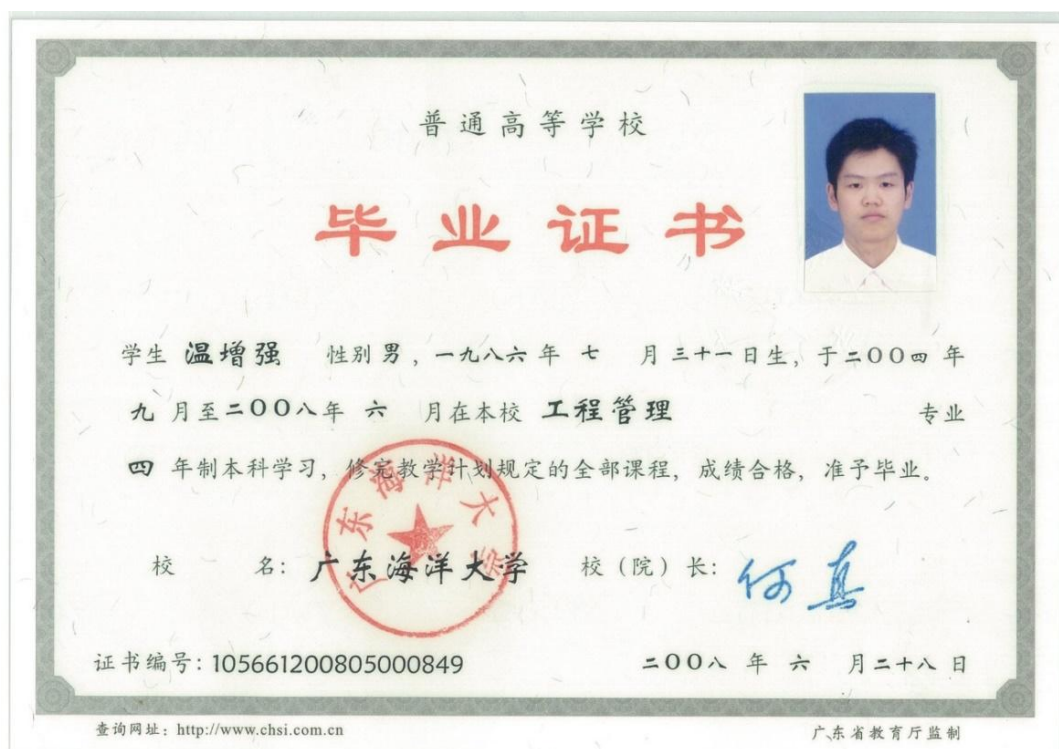 普通高等学校
毕业证书
学生 温增强 性别 男，一九八六 年 七 月 三十一 日生，于二〇〇四 年
九 月至二〇〇八年 六 月在本校 工程管理 专业
四 年制本科学习，修完教学计划规定的全部课程，成绩合格，准予毕业。
校 名：广东海洋大学 校（院）长：何真
广东海洋大学
证书编号：105661200805000849 二〇〇八 年 六 月二十八 日
查询网址：http://www.chsi.com.cn 广东省教育厅监制